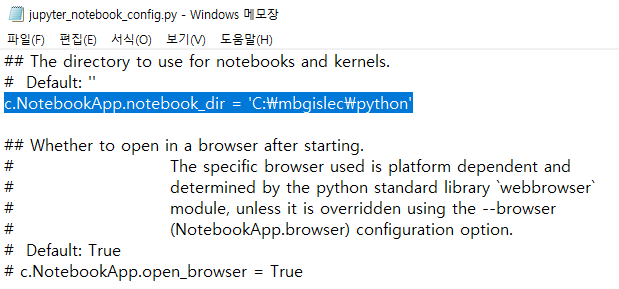 jupyter_notebook_config.py - Windows 메모장
파일(F) 편집(E) 서식(O) 보기(V) 도움말(H)
## The directory to use for notebooks and kernels.
#  Default: ''
c.NotebookApp.notebook_dir = 'C:₩mbgislec₩python'
## Whether to open in a browser after starting.
# The specific browser used is platform dependent and
# determined by the python standard library `webbrowser`
# module, unless it is overridden using the --browser
# (NotebookApp.browser) configuration option.
#  Default: True
# c.NotebookApp.open_browser = True